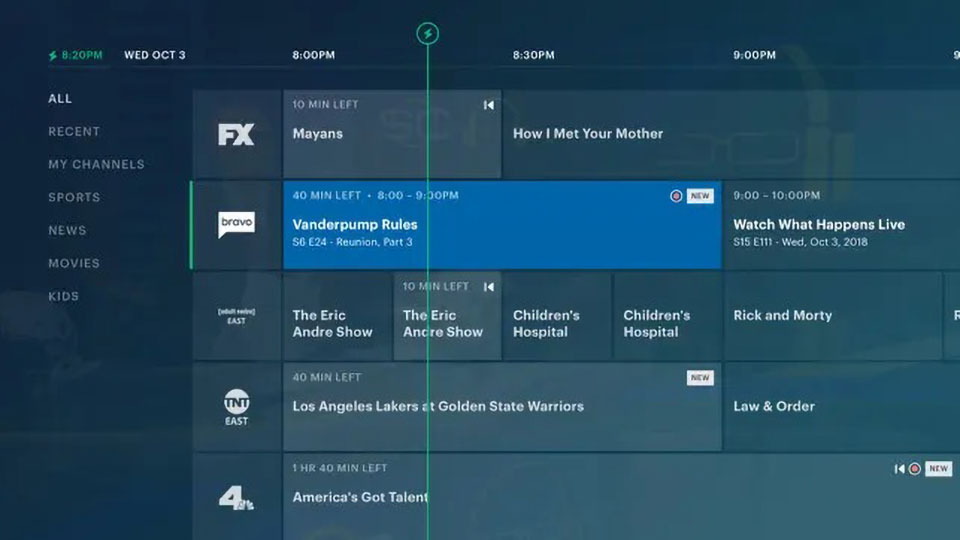 8:20PM WED OCT 3 8:00PM 8:30PM 9:00PM 9
ALL
RECENT
MY CHANNELS
SPORTS
NEWS
MOVIES
KIDS
FX
10 MIN LEFT
Mayans
How I Met Your Mother
bravo
40 MIN LEFT • 8:00 – 9:00PM NEW
Vanderpump Rules
S6 E24 - Reunion, Part 3
9:00 – 10:00PM
Watch What Happens Live
S15 E111 - Wed, Oct 3, 2018
[adult swim]
EAST
The Eric
Andre Show
10 MIN LEFT
The Eric
Andre Show
Children's
Hospital
Children's
Hospital
Rick and Morty
R
TNT
EAST
40 MIN LEFT NEW
Los Angeles Lakers at Golden State Warriors
Law & Order
4
1 HR 40 MIN LEFT NEW
America's Got Talent